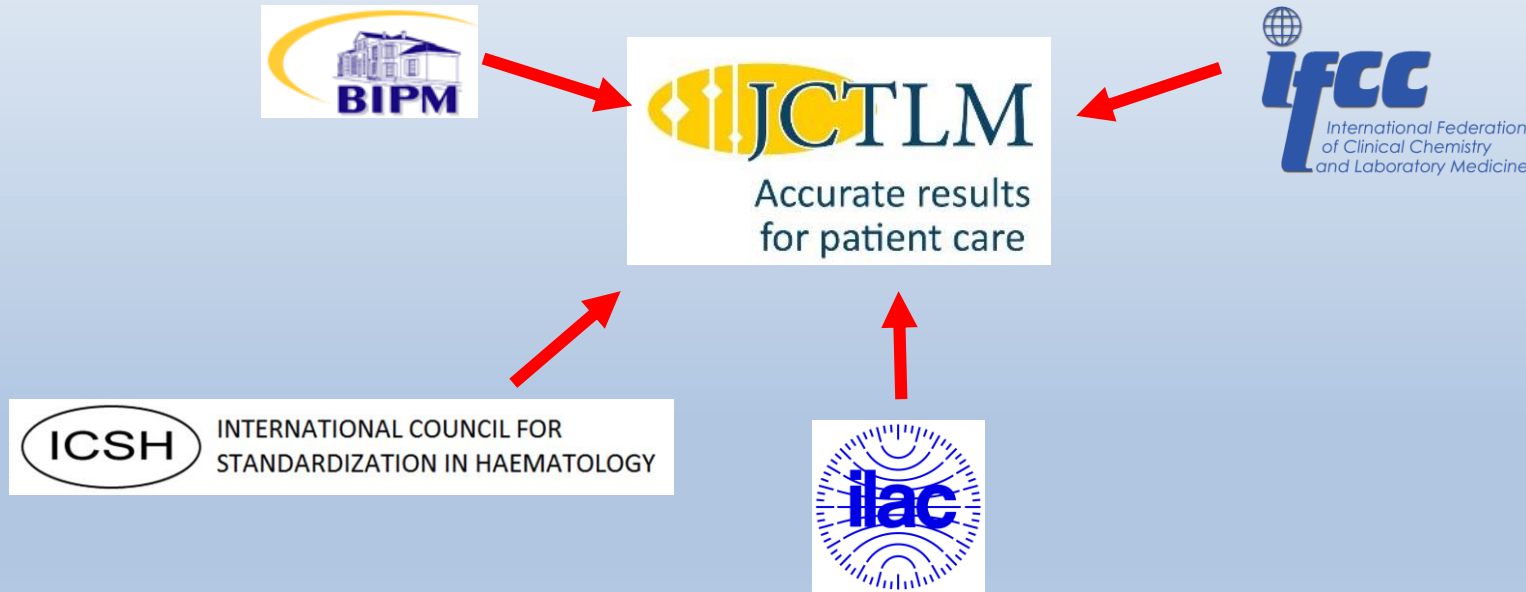 BIPM
JCTLM
Accurate results
for patient care
ifcc
International Federation
of Clinical Chemistry
and Laboratory Medicine
ICSH
INTERNATIONAL COUNCIL FOR
STANDARDIZATION IN HAEMATOLOGY
ilac